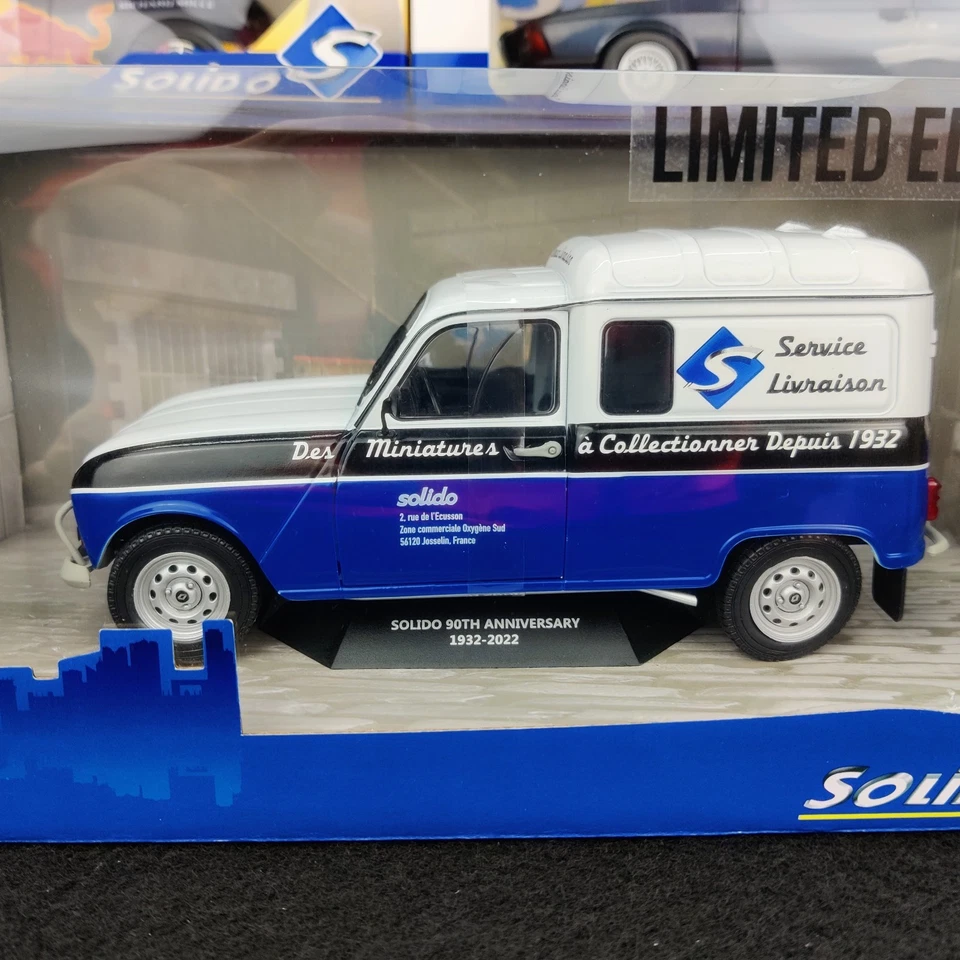 SOLIDO
LIMITED ED
Service
Livraison
Des Miniatures à Collectionner Depuis 1932
solido
2, rue de l'Ecusson
Zone commerciale Oxygène Sud
56120 Josselin, France
SOLIDO 90TH ANNIVERSARY
1932-2022
SOLI